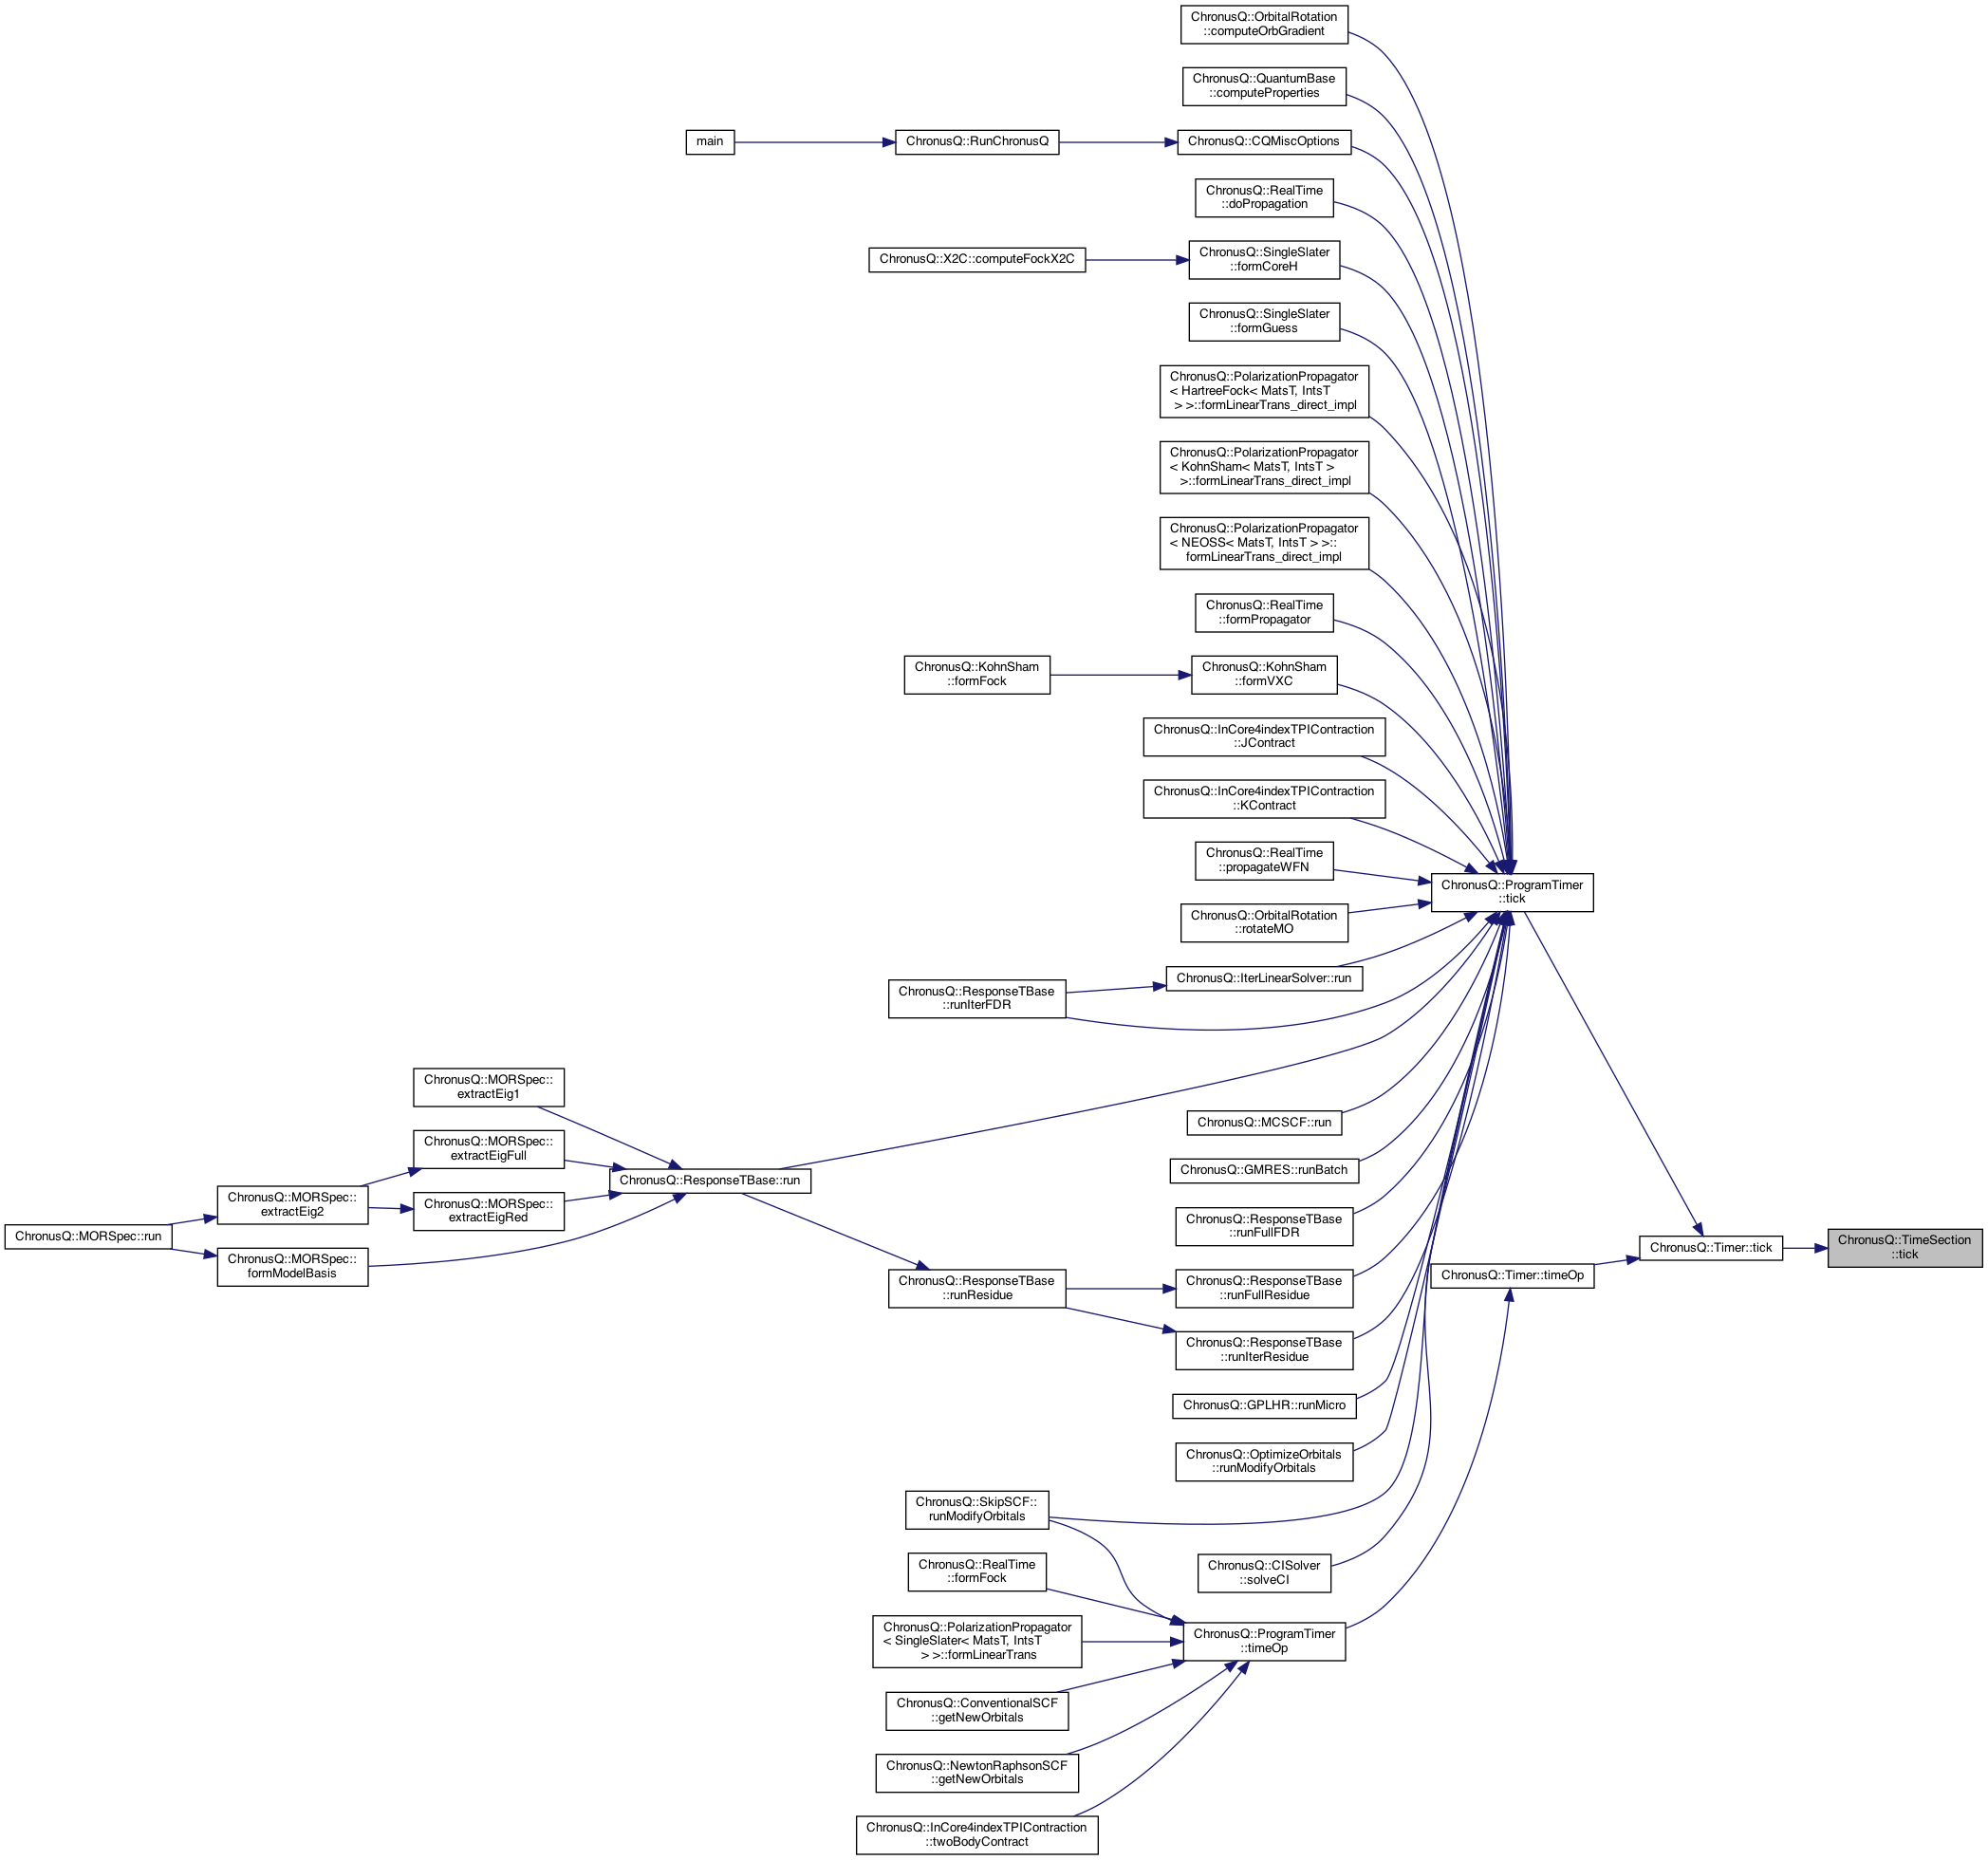 ChronusQ::OrbitalRotation
::computeOrbGradient
ChronusQ::QuantumBase
::computeProperties
main
ChronusQ::RunChronusQ
ChronusQ::CQMiscOptions
ChronusQ::RealTime
::doPropagation
ChronusQ::X2C::computeFockX2C
ChronusQ::SingleSlater
::formCoreH
ChronusQ::SingleSlater
::formGuess
ChronusQ::PolarizationPropagator
< HartreeFock< MatsT, IntsT
> >::formLinearTrans_direct_impl
ChronusQ::PolarizationPropagator
< KohnSham< MatsT, IntsT >
>::formLinearTrans_direct_impl
ChronusQ::PolarizationPropagator
< NEOSS< MatsT, IntsT > >::
formLinearTrans_direct_impl
ChronusQ::RealTime
::formPropagator
ChronusQ::KohnSham
::formFock
ChronusQ::KohnSham
::formVXC
ChronusQ::InCore4indexTPIContraction
::JContract
ChronusQ::InCore4indexTPIContraction
::KContract
ChronusQ::RealTime
::propagateWFN
ChronusQ::ProgramTimer
::tick
ChronusQ::OrbitalRotation
::rotateMO
ChronusQ::IterLinearSolver::run
ChronusQ::ResponseTBase
::runIterFDR
ChronusQ::MORSpec::
extractEig1
ChronusQ::MCSCF::run
ChronusQ::MORSpec::
extractEigFull
ChronusQ::GMRES::runBatch
ChronusQ::ResponseTBase::run
ChronusQ::MORSpec::
extractEig2
ChronusQ::MORSpec::
extractEigRed
ChronusQ::ResponseTBase
::runFullFDR
ChronusQ::MORSpec::run
ChronusQ::MORSpec::
formModelBasis
ChronusQ::Timer::tick
ChronusQ::TimeSection
::tick
ChronusQ::ResponseTBase
::runResidue
ChronusQ::ResponseTBase
::runFullResidue
ChronusQ::Timer::timeOp
ChronusQ::ResponseTBase
::runIterResidue
ChronusQ::GPLHR::runMicro
ChronusQ::OptimizeOrbitals
::runModifyOrbitals
ChronusQ::SkipSCF::
runModifyOrbitals
ChronusQ::RealTime
::formFock
ChronusQ::CISolver
::solveCI
ChronusQ::PolarizationPropagator
< SingleSlater< MatsT, IntsT
> >::formLinearTrans
ChronusQ::ProgramTimer
::timeOp
ChronusQ::ConventionalSCF
::getNewOrbitals
ChronusQ::NewtonRaphsonSCF
::getNewOrbitals
ChronusQ::InCore4indexTPIContraction
::twoBodyContract